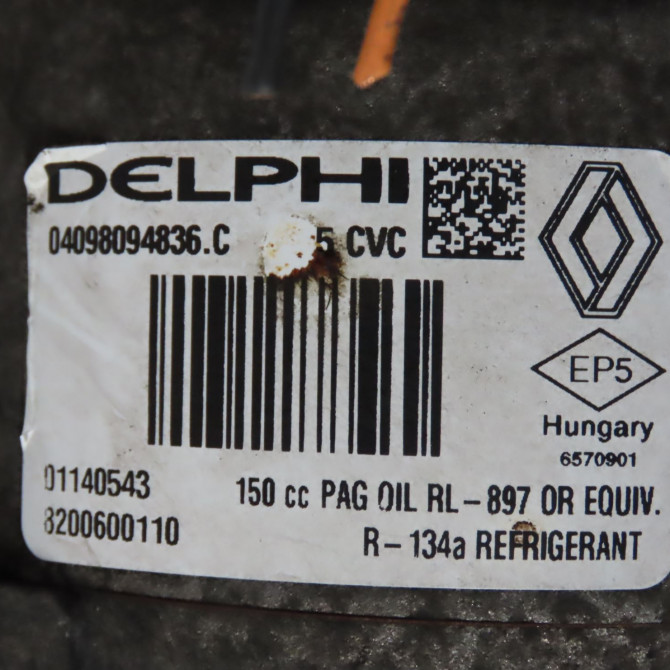 DELPHI
04098094836.C 5 CVC
EP5
Hungary
6570901
01140543
150 cc PAG OIL RL-897 OR EQUIV.
8200600110
R-134a REFRIGERANT